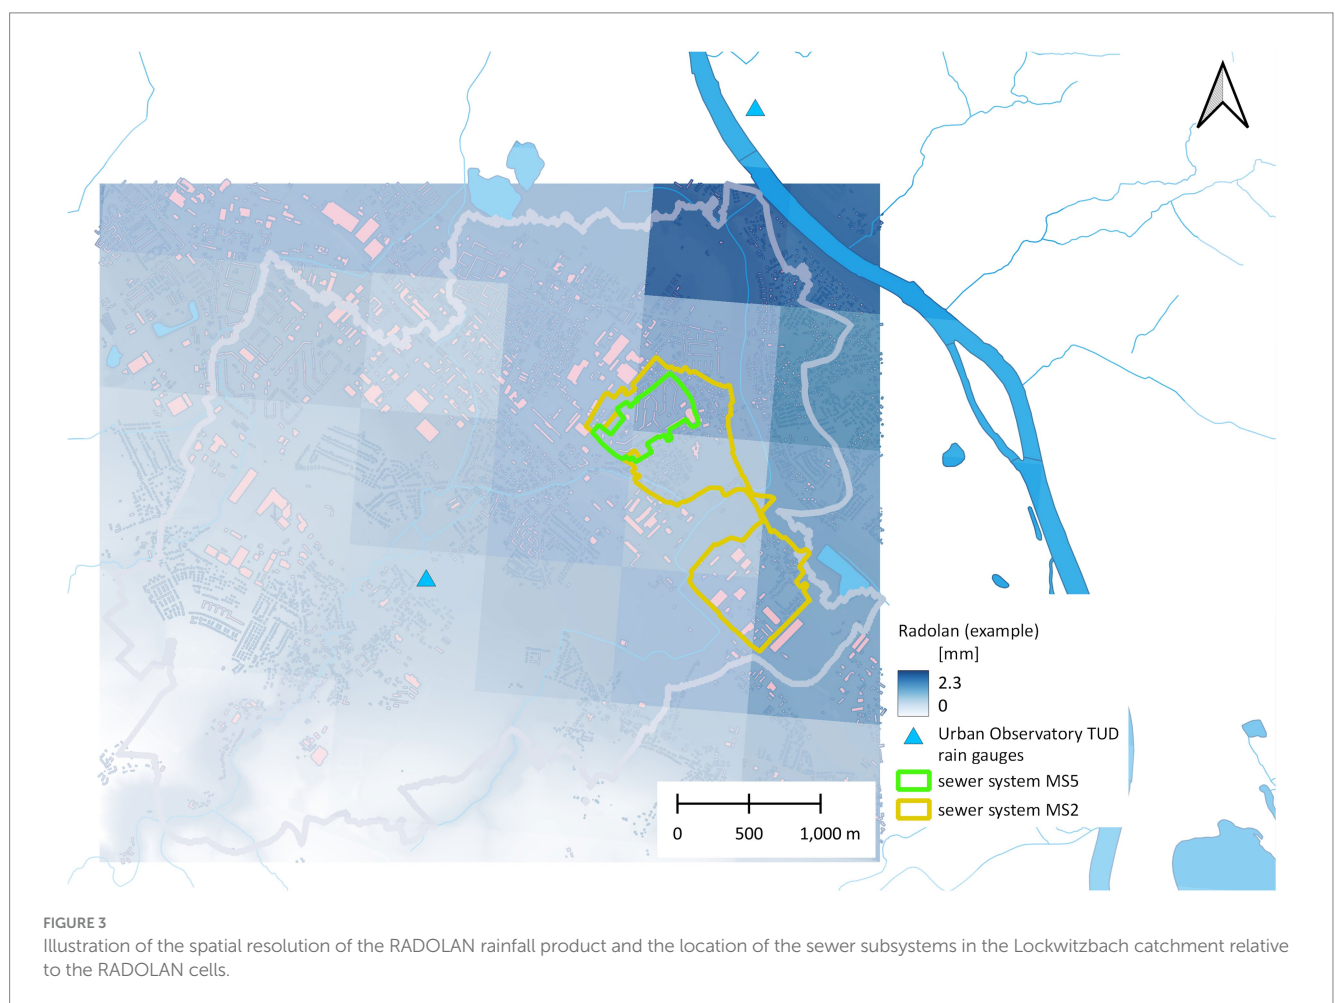 Radolan (example)
[mm]
2.3
0
Urban Observatory TUD
rain gauges
sewer system MS5
sewer system MS2
0 500 1,000 m
FIGURE 3
Illustration of the spatial resolution of the RADOLAN rainfall product and the location of the sewer subsystems in the Lockwitzbach catchment relative
to the RADOLAN cells.